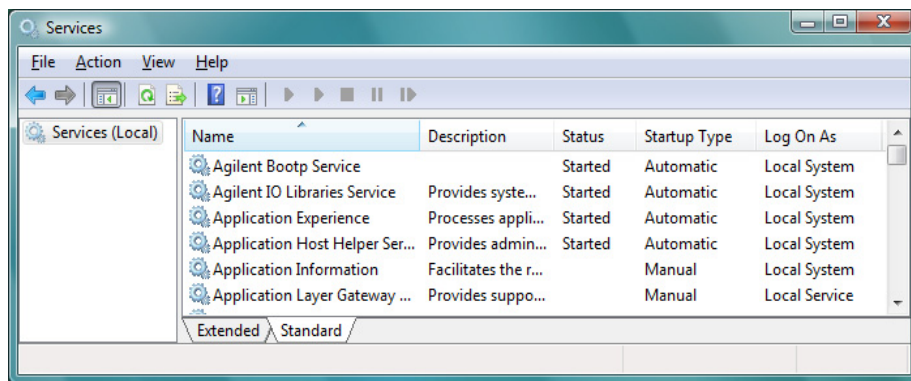 Services
File Action View Help
Services (Local)
Name Description Status Startup Type Log On As
Agilent Bootp Service Started Automatic Local System
Agilent IO Libraries Service Provides syste... Started Automatic Local System
Application Experience Processes appli... Started Automatic Local System
Application Host Helper Ser... Provides admin... Started Automatic Local System
Application Information Facilitates the r... Manual Local System
Application Layer Gateway ... Provides suppo... Manual Local Service
Extended Standard